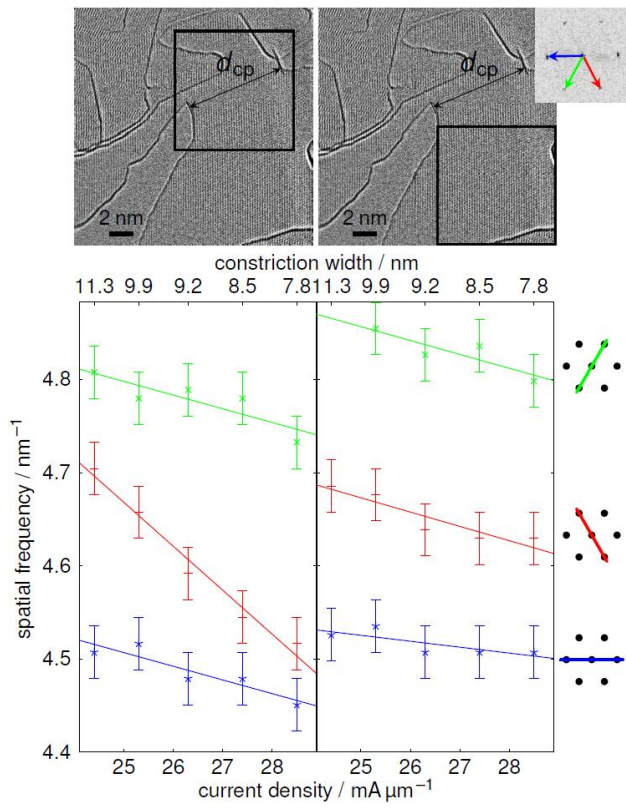 d_cp
d_cp
2 nm
2 nm
constriction width / nm
11.3 9.9 9.2 8.5 7.8 11.3 9.9 9.2 8.5 7.8
4.8
4.7
spatial frequency / nm⁻¹
4.6
4.5
4.4
25 26 27 28 25 26 27 28
current density / mA µm⁻¹